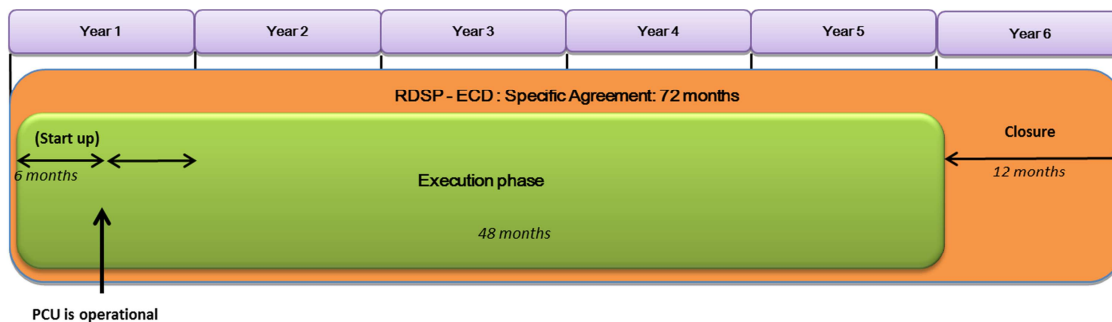 Year 1
Year 2
Year 3
Year 4
Year 5
Year 6
RDSP - ECD : Specific Agreement: 72 months
(Start up)
Closure
6 months
12 months
Execution phase
48 months
PCU is operational